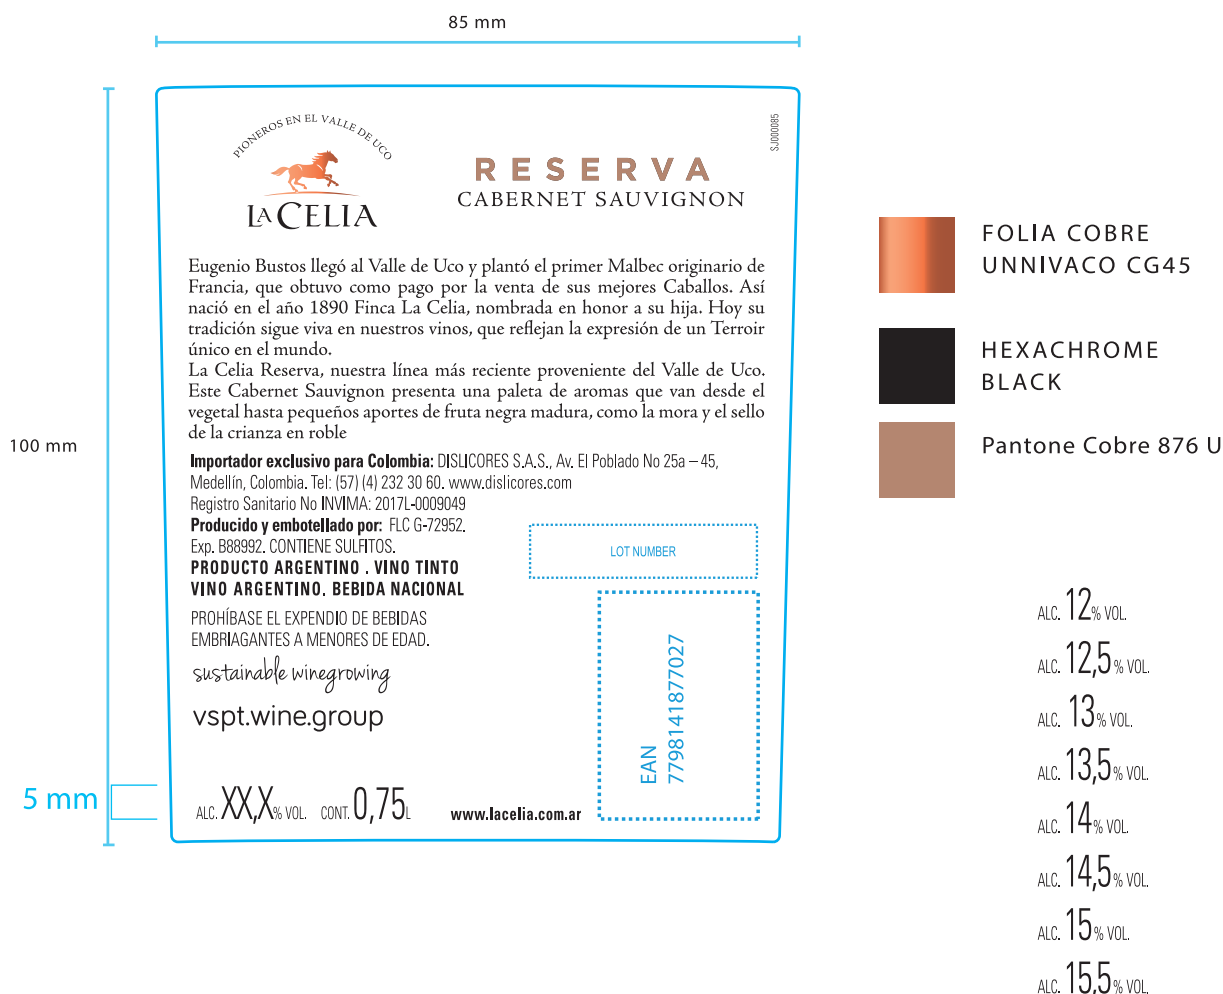 85 mm
100 mm
5 mm
PIONEROS EN EL VALLE DE UCO
LA CELIA
RESERVA
CABERNET SAUVIGNON
SJ000085
Eugenio Bustos llegó al Valle de Uco y plantó el primer Malbec originario de
Francia, que obtuvo como pago por la venta de sus mejores Caballos. Así
nació en el año 1890 Finca La Celia, nombrada en honor a su hija. Hoy su
tradición sigue viva en nuestros vinos, que reflejan la expresión de un Terroir
único en el mundo.
La Celia Reserva, nuestra línea más reciente proveniente del Valle de Uco.
Este Cabernet Sauvignon presenta una paleta de aromas que van desde el
vegetal hasta pequeños aportes de fruta negra madura, como la mora y el sello
de la crianza en roble
Importador exclusivo para Colombia: DISLICORES S.A.S., Av. El Poblado No 25a – 45,
Medellín, Colombia. Tel: (57) (4) 232 30 60. www.dislicores.com
Registro Sanitario No INVIMA: 2017L-0009049
Producido y embotellado por: FLC G-72952.
Exp. B88992. CONTIENE SULFITOS.
PRODUCTO ARGENTINO . VINO TINTO
VINO ARGENTINO. BEBIDA NACIONAL
PROHÍBASE EL EXPENDIO DE BEBIDAS
EMBRIAGANTES A MENORES DE EDAD.
sustainable winegrowing
vspt.wine.group
ALC. XX,X% VOL. CONT. 0,75L
www.lacelia.com.ar
LOT NUMBER
EAN
7798141877027
FOLIA COBRE
UNNIVACO CG45
HEXACHROME
BLACK
Pantone Cobre 876 U
ALC. 12% VOL.
ALC. 12,5% VOL.
ALC. 13% VOL.
ALC. 13,5% VOL.
ALC. 14% VOL.
ALC. 14,5% VOL.
ALC. 15% VOL.
ALC. 15,5% VOL.